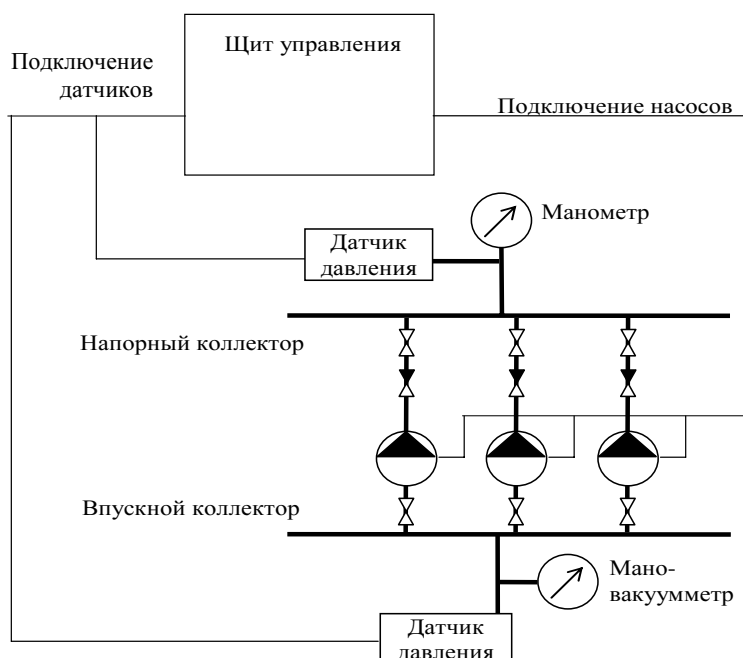 Щит управления
Подключение
датчиков
Подключение насосов
Манометр
Датчик
давления
Напорный коллектор
Впускной коллектор
Мано-
вакуумметр
Датчик
давления